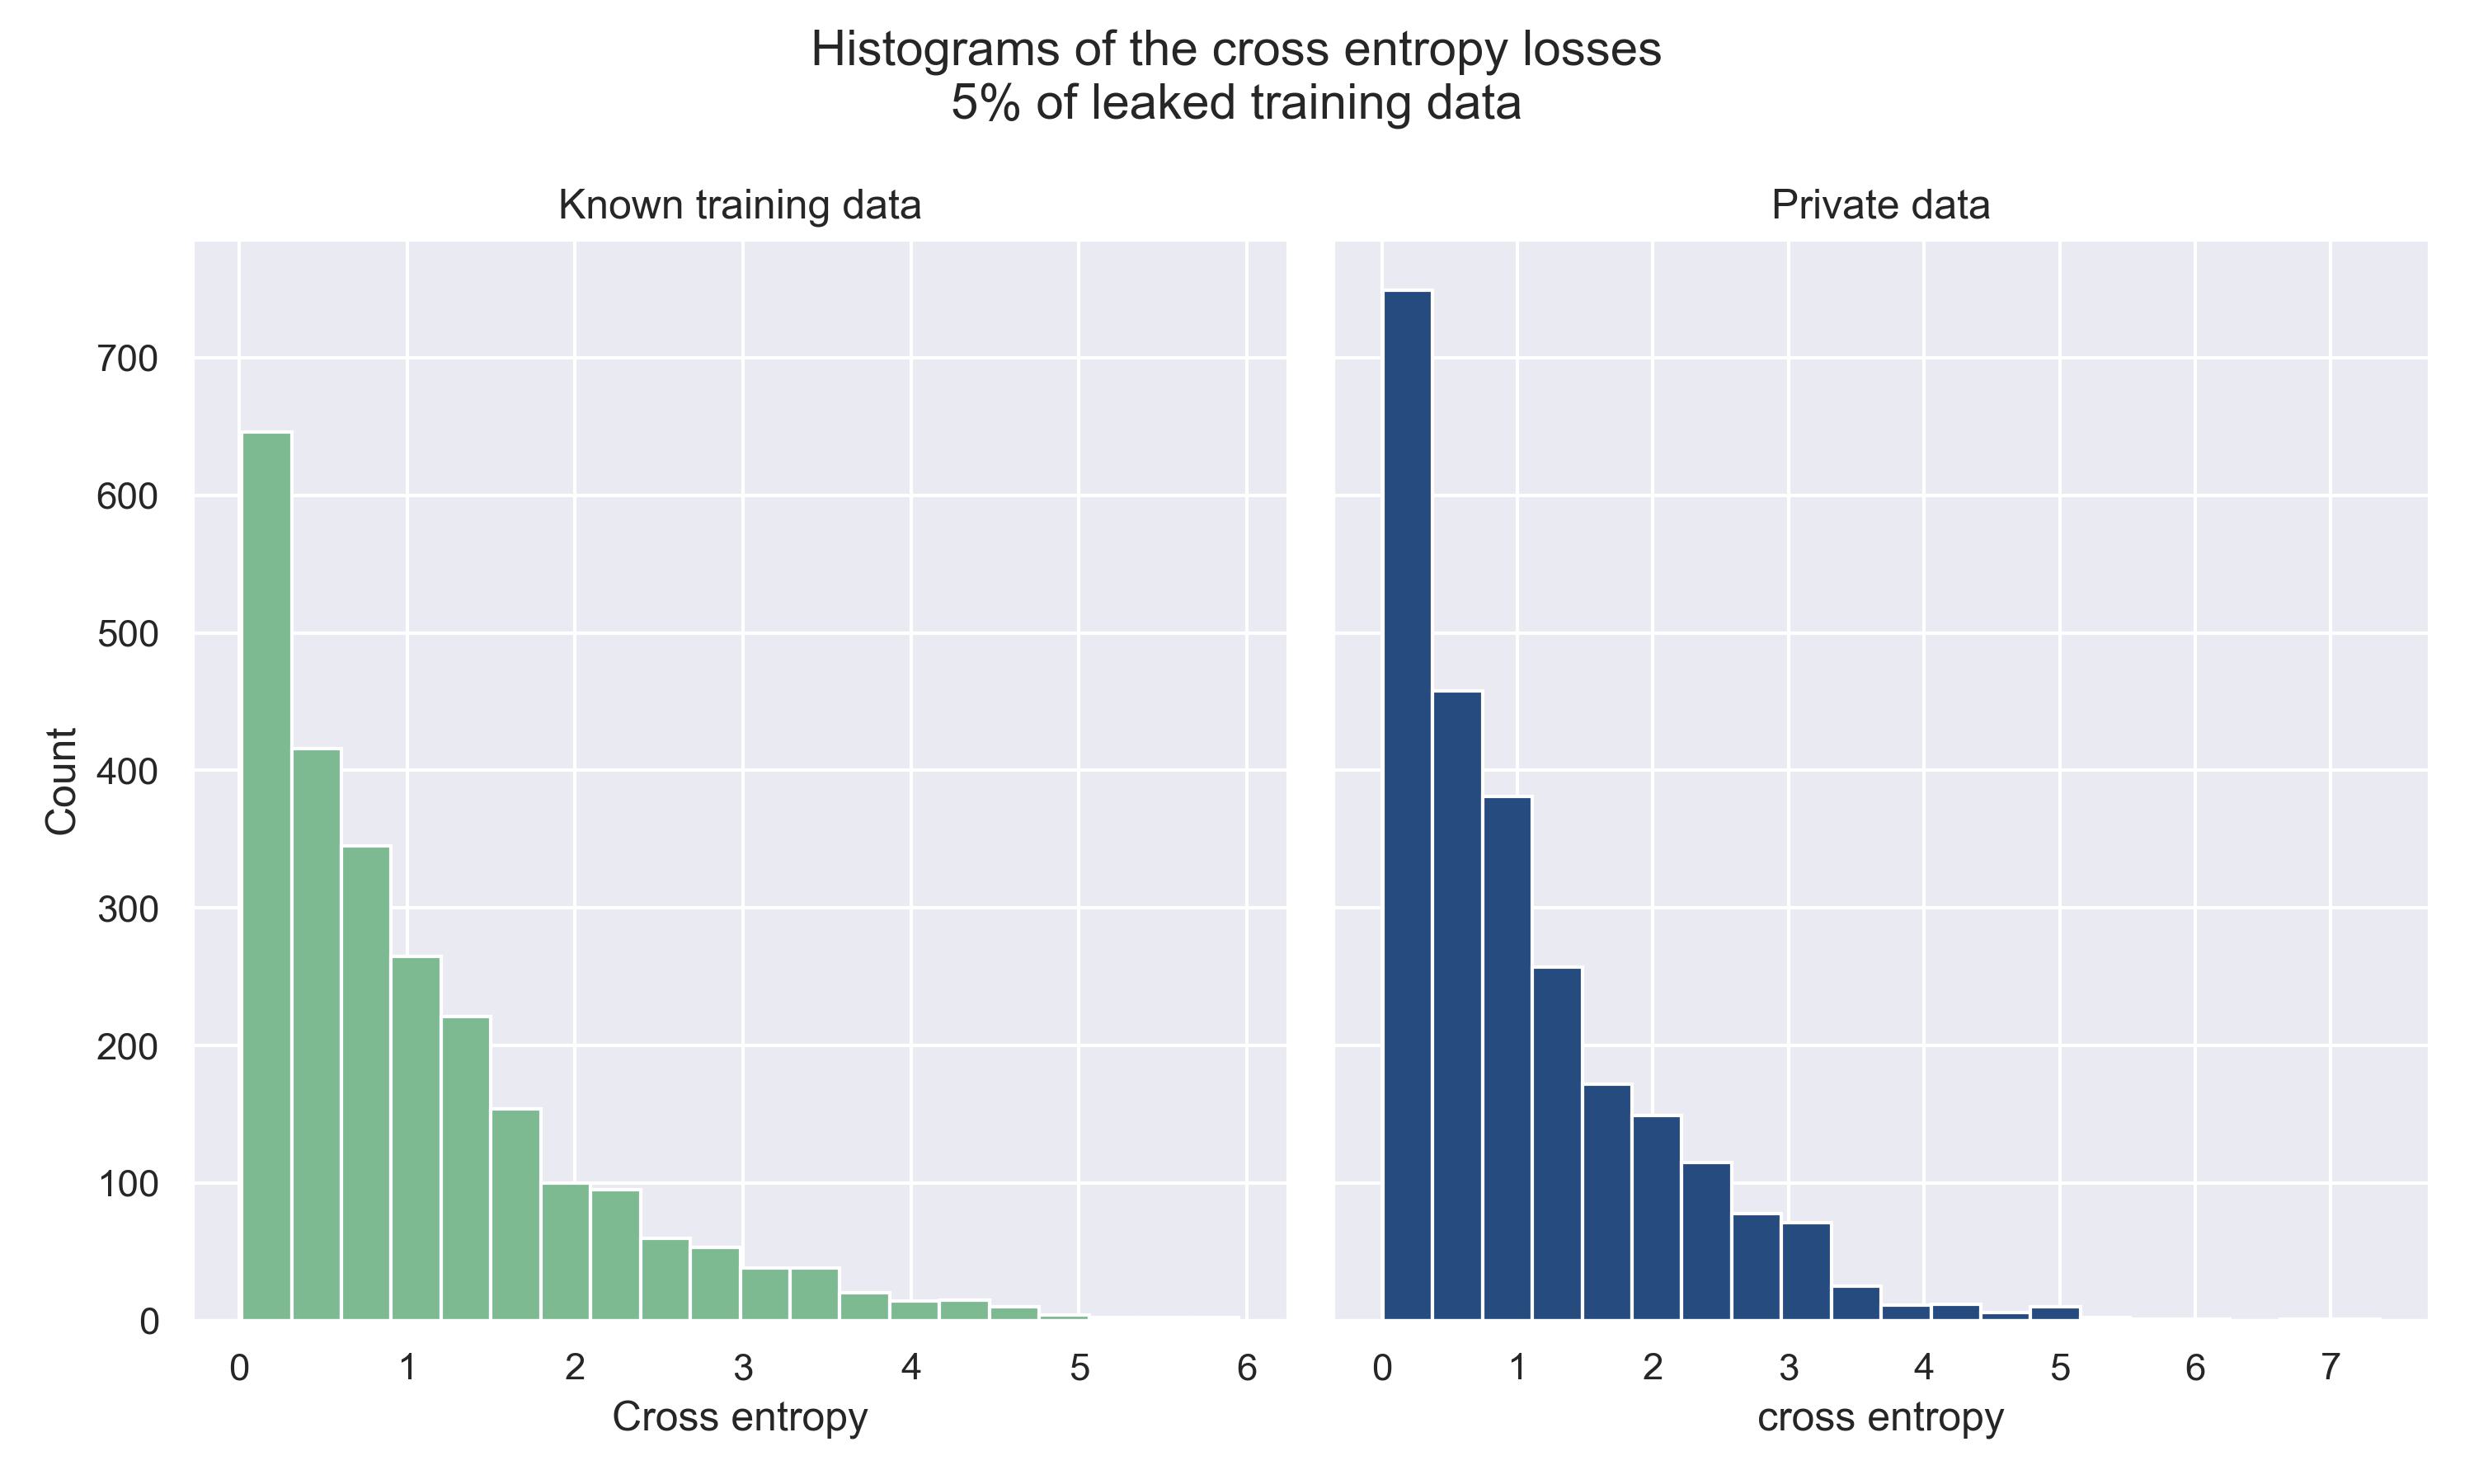 Histograms of the cross entropy losses
5% of leaked training data
Known training data
Private data
Count
700
600
500
400
300
200
100
0
0 1 2 3 4 5 6
Cross entropy
0 1 2 3 4 5 6 7
cross entropy